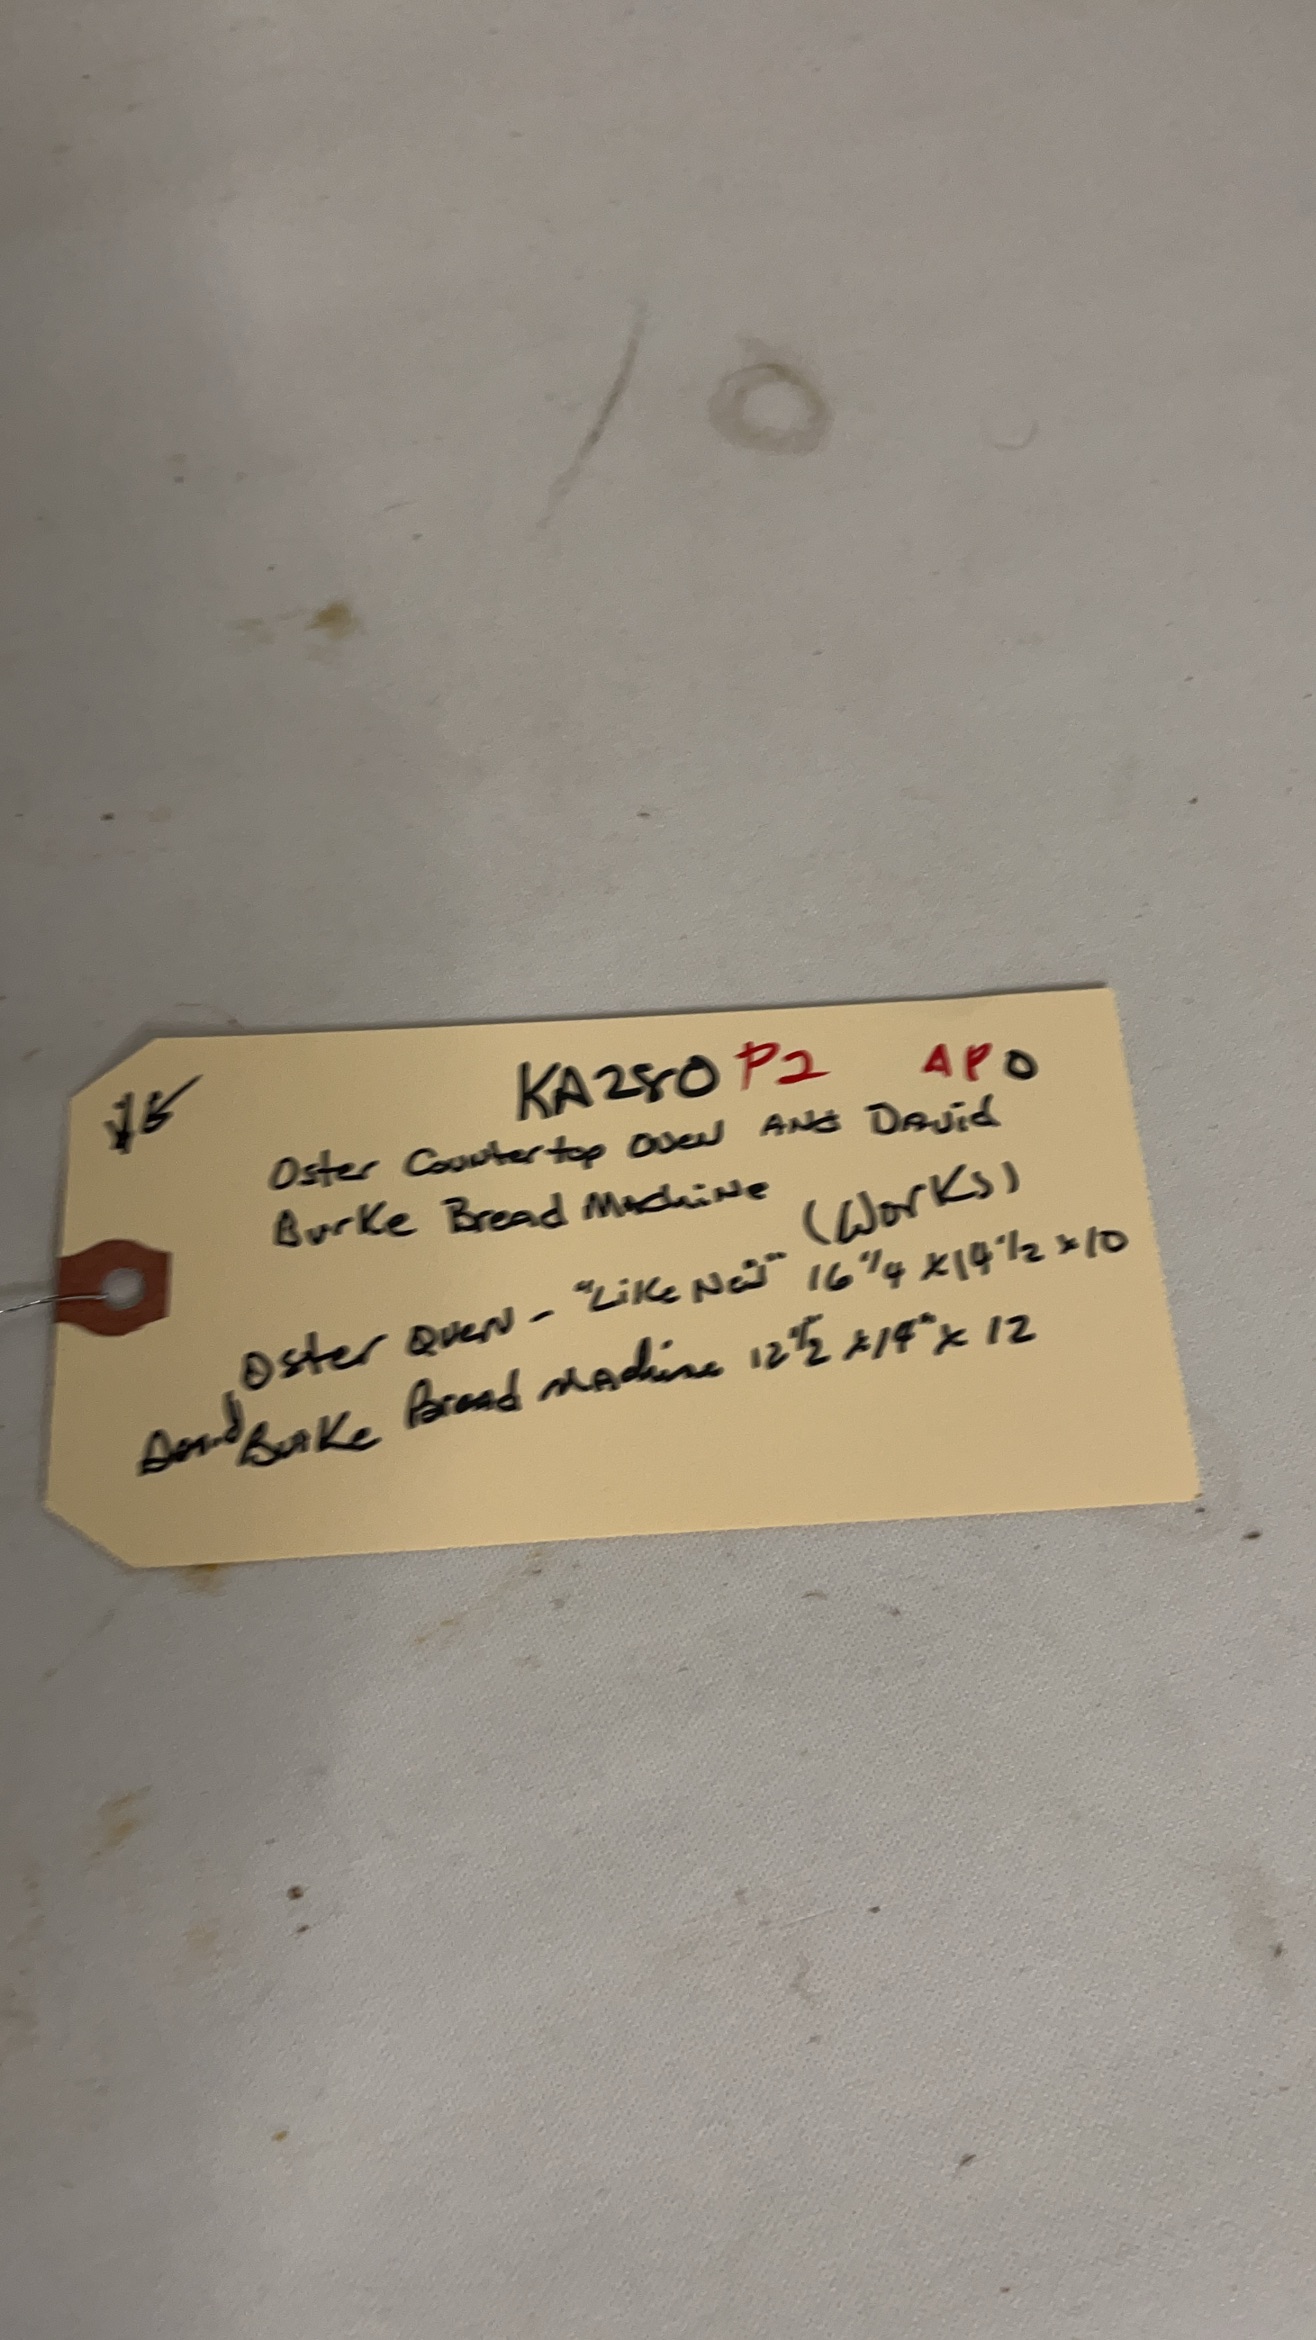 KA280 P2 APO
Oster Countertop Oven And David
Burke Bread Machine (Works)
Oster Oven - "Like New" 16 1/4 x 14 1/2 x 10
David Burke Bread Machine 12 1/2 x 14" x 12